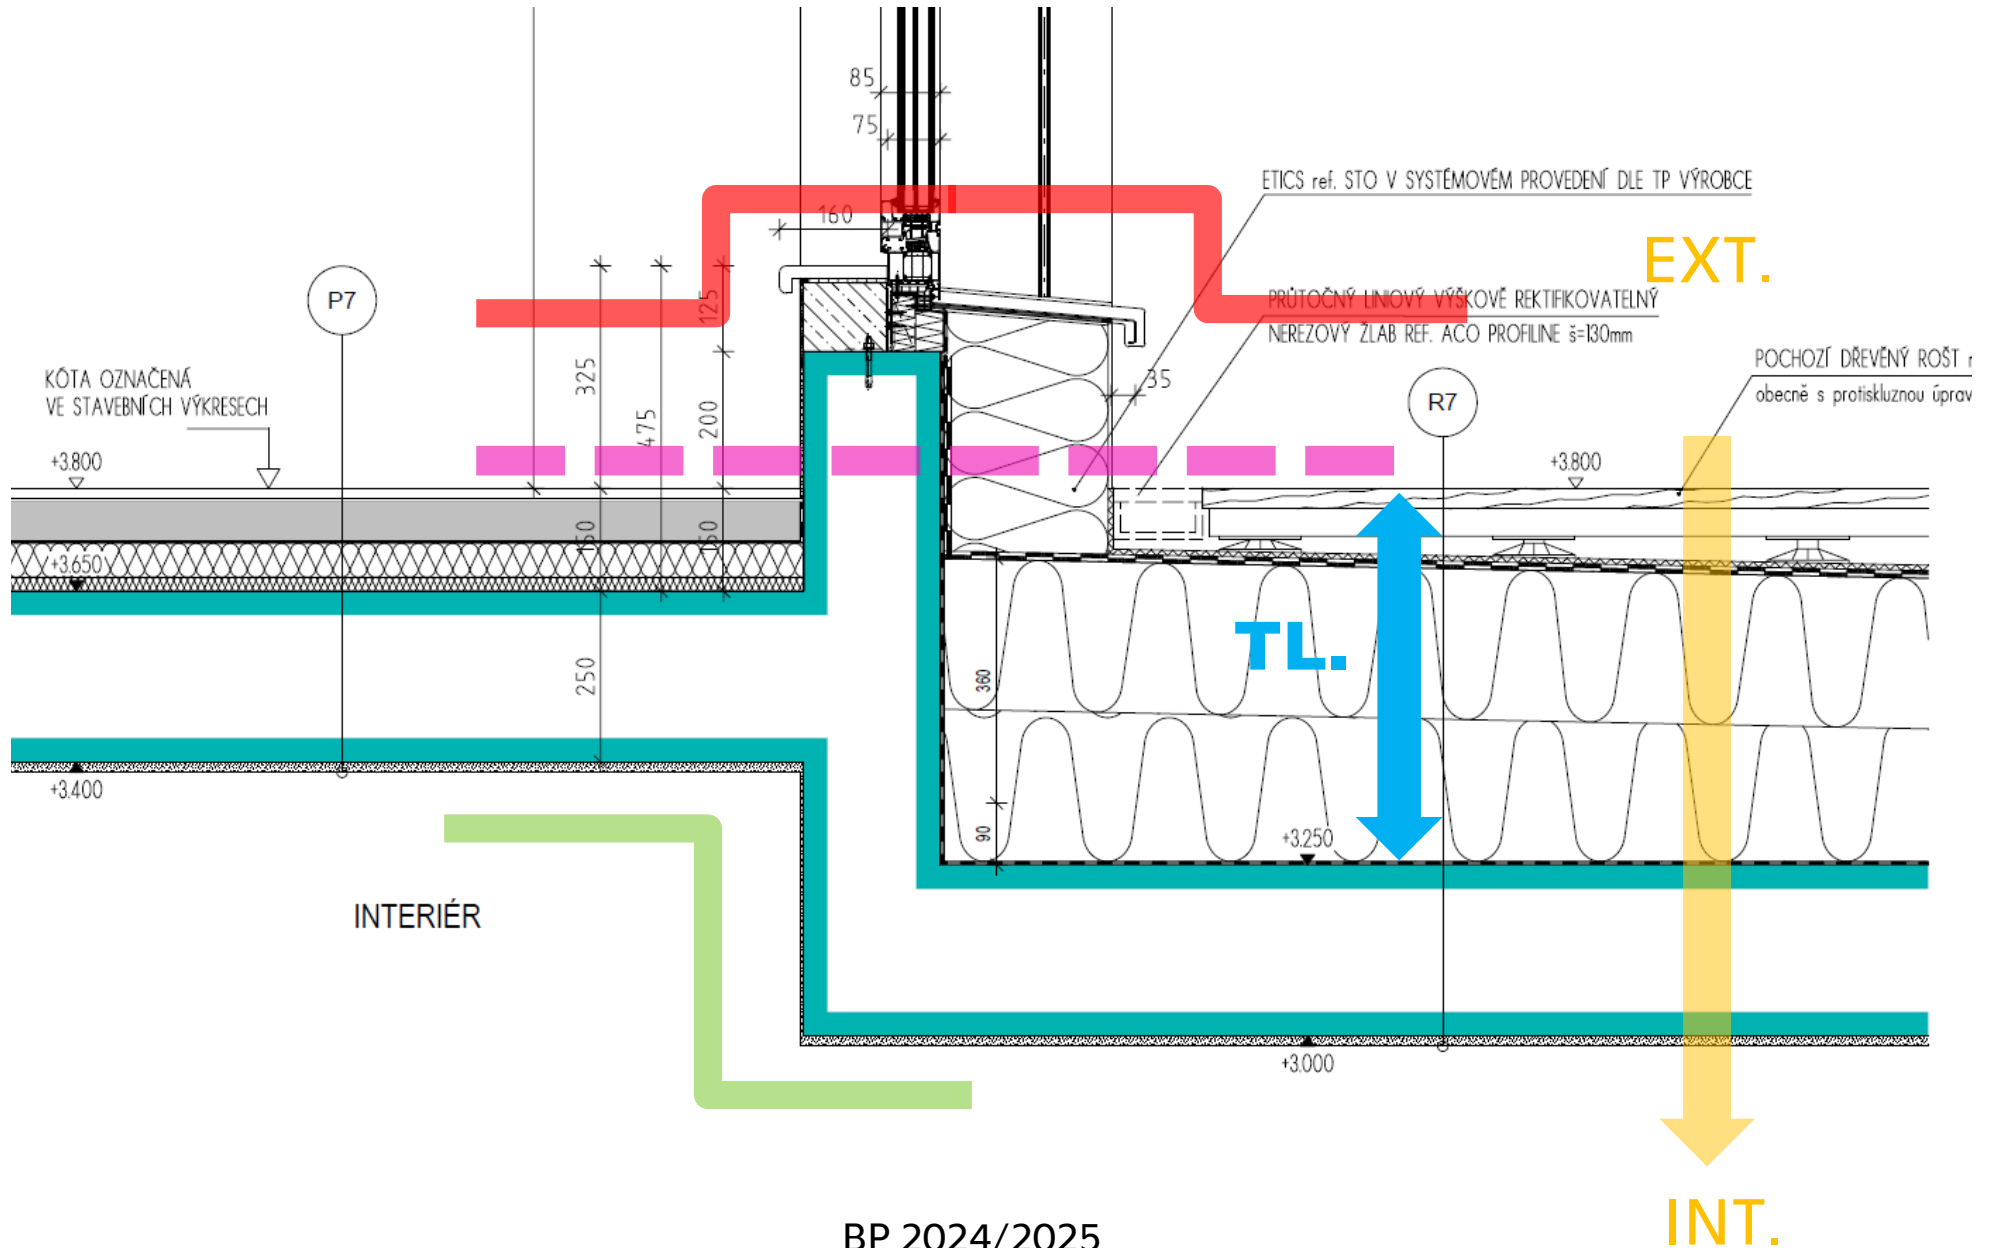 85
75
ETICS ref. STO V SYSTÉMOVÉM PROVEDENÍ DLE TP VÝROBCE
160
EXT.
P7
125
PRŮTOČNÝ LINIOVÝ VÝŠKOVĚ REKTIFIKOVATELNÝ
NEREZOVÝ ŽLAB REF. ACO PROFILINE š=130mm
325
35
POCHOZÍ DŘEVĚNÝ ROŠT
obecně s protiskluznou úprav
KÓTA OZNAČENÁ
VE STAVEBNÍCH VÝKRESECH
R7
475
200
+3.800
+3.800
150
150
+3.650
TL.
250
360
+3.400
90
+3.250
INTERIÉR
+3.000
INT.
BP 2024/2025